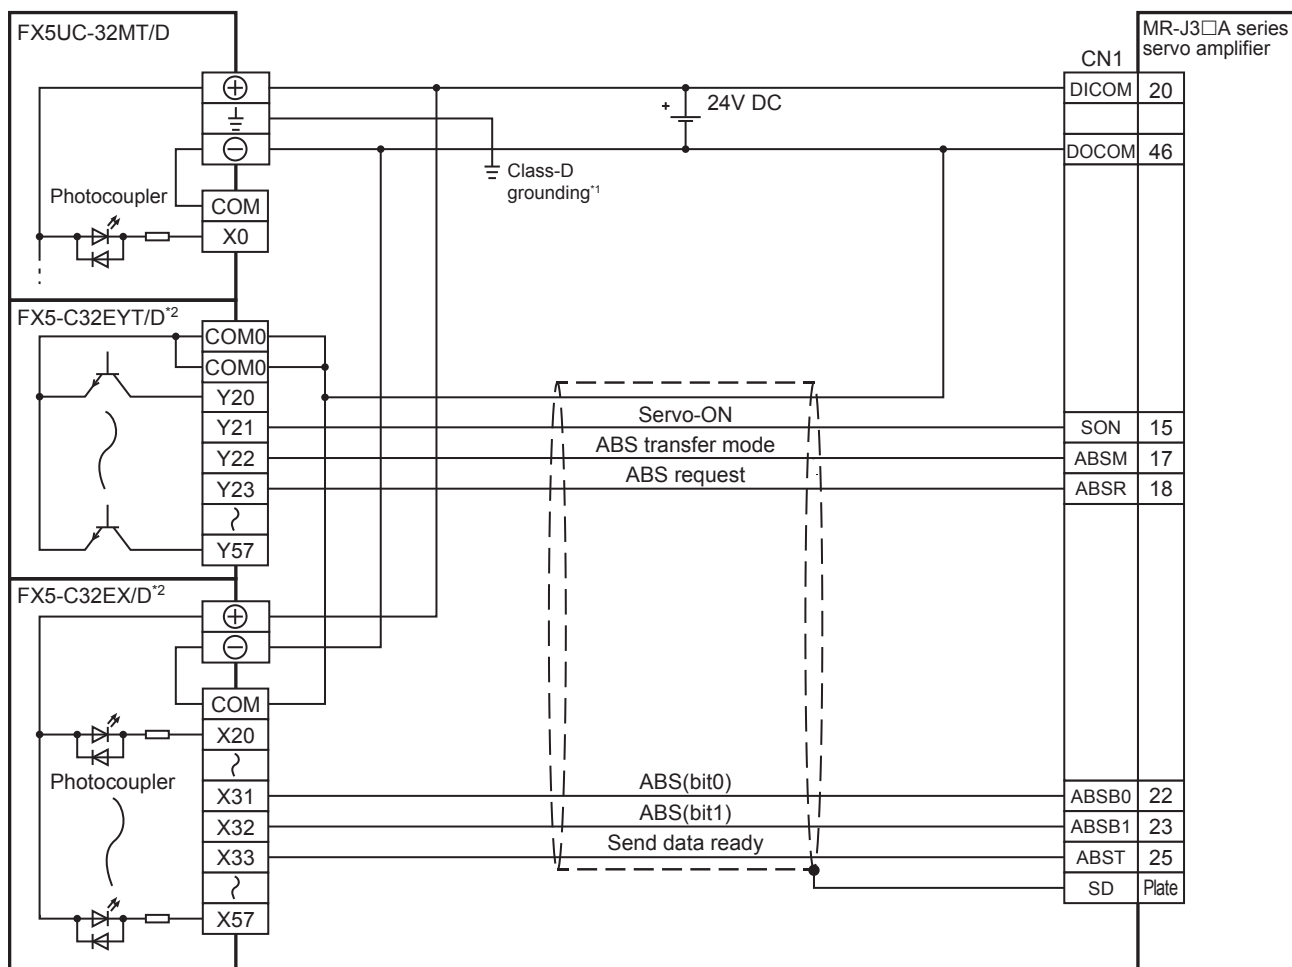 FX5UC-32MT/D
MR-J3□A series
servo amplifier
CN1
+
24V DC
DICOM 20
DOCOM 46
Class-D
grounding*1
Photocoupler
COM
X0
FX5-C32EYT/D*2
COM0
COM0
Y20
Y21
Servo-ON
SON 15
Y22
ABS transfer mode
ABSM 17
Y23
ABS request
ABSR 18
Y57
FX5-C32EX/D*2
COM
X20
Photocoupler
X31
ABS(bit0)
ABSB0 22
X32
ABS(bit1)
ABSB1 23
X33
Send data ready
ABST 25
SD Plate
X57